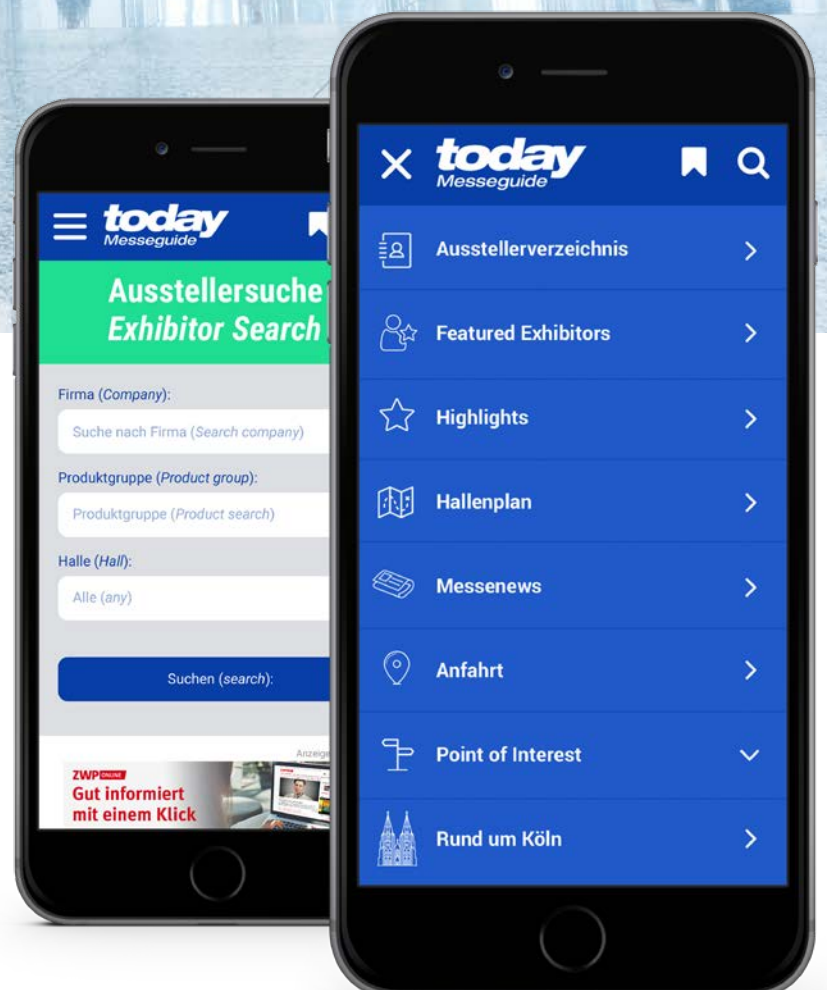 today
Messeguide
Ausstellersuche
Exhibitor Search
Firma (Company):
Suche nach Firma (Search company)
Produktgruppe (Product group):
Produktgruppe (Product search)
Halle (Hall):
Alle (any)
Suchen (search):
Anzeige
ZWP ONLINE
Gut informiert
mit einem Klick
today
Messeguide
Ausstellerverzeichnis
Featured Exhibitors
Highlights
Hallenplan
Messenews
Anfahrt
Point of Interest
Rund um Köln